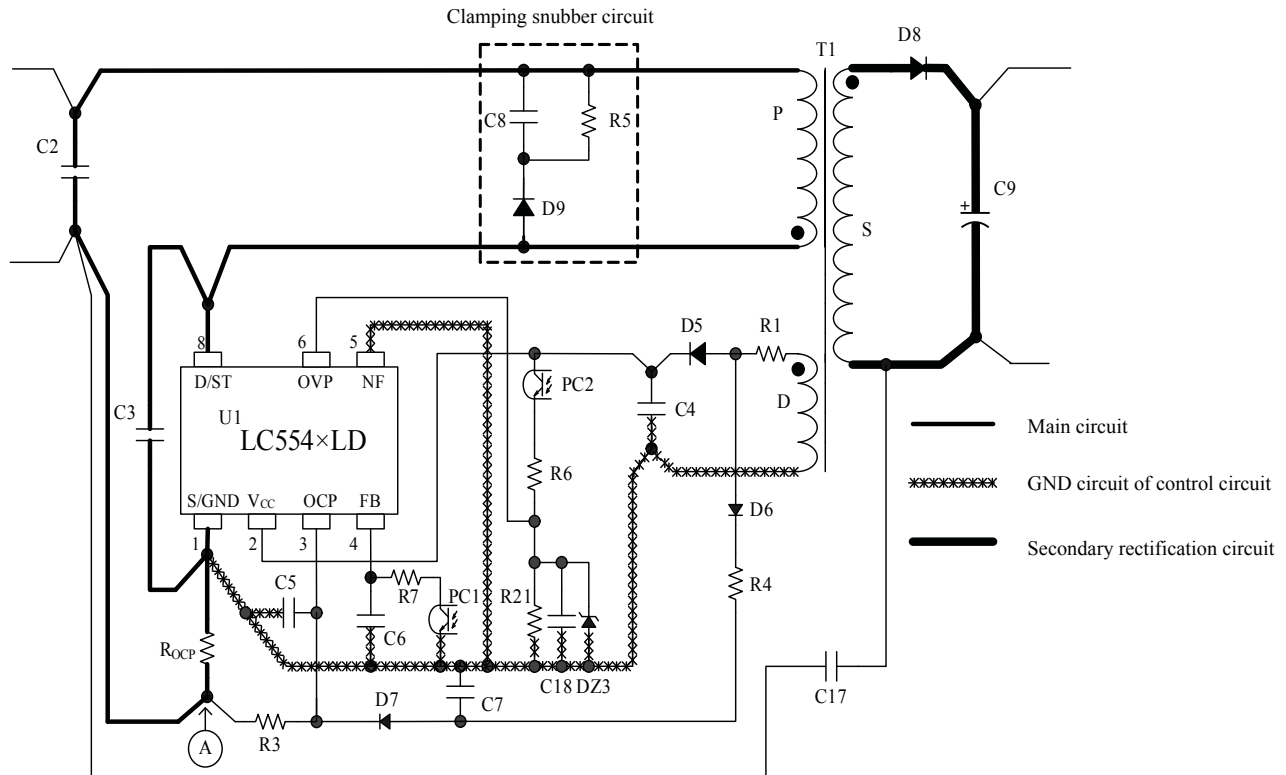 Clamping snubber circuit
T1
D8
P
C8
R5
C2
D9
C9
S
8
6
5
D5
R1
D/ST
OVP
NF
PC2
C3
U1
C4
D
LC554×LD
Main circuit
R6
GND circuit of control circuit
S/GND
VCC
OCP
FB
D6
1
2
3
4
Secondary rectification circuit
C5
R7
PC1
R21
R4
C6
ROCP
C18
DZ3
C17
D7
C7
R3
A
+